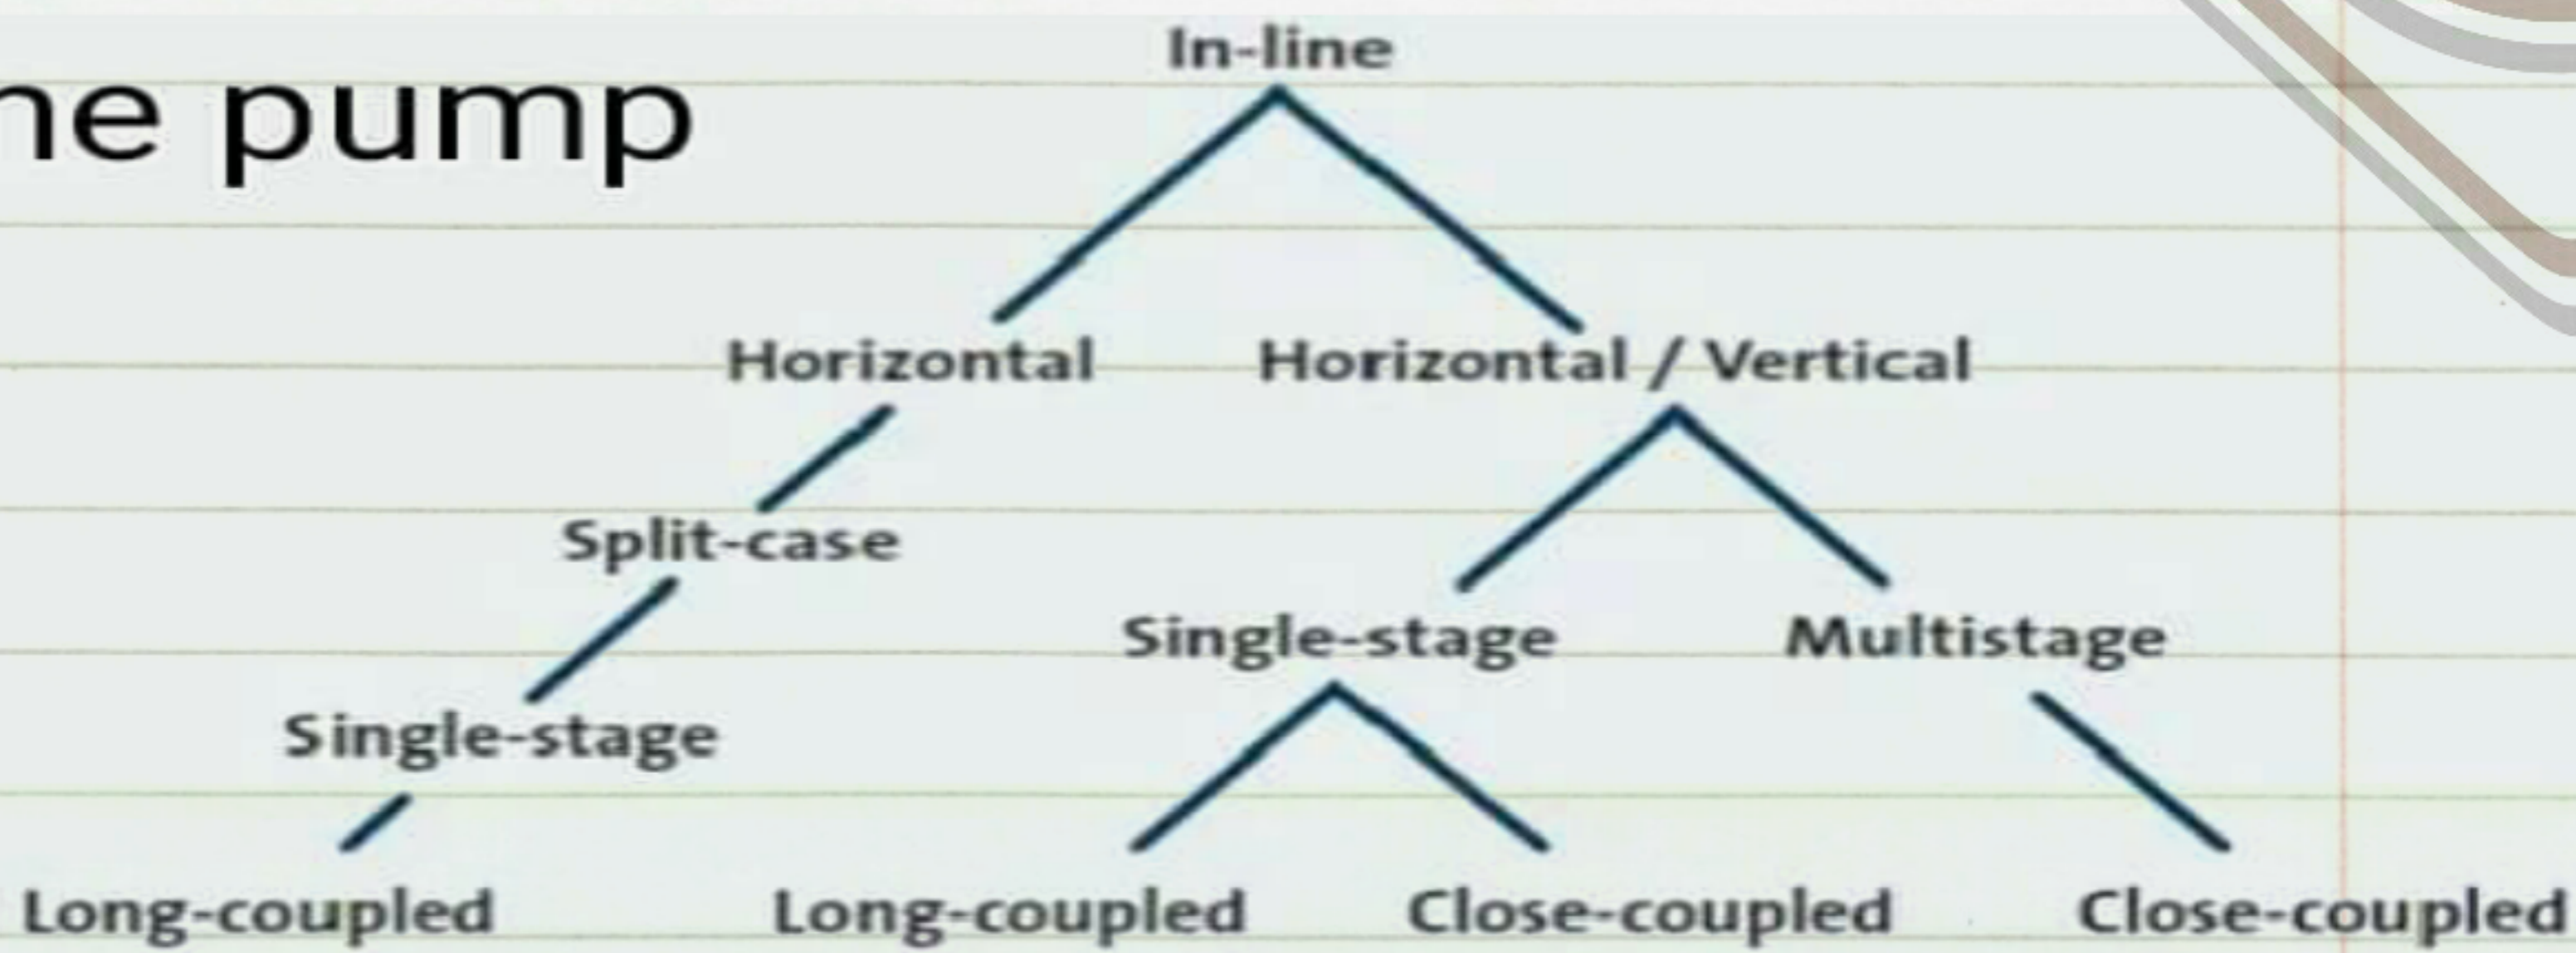 In-line
ne pump
Horizontal
Horizontal / Vertical
Split-case
Single-stage
Multistage
Single-stage
Long-coupled
Long-coupled
Close-coupled
Close-coupled